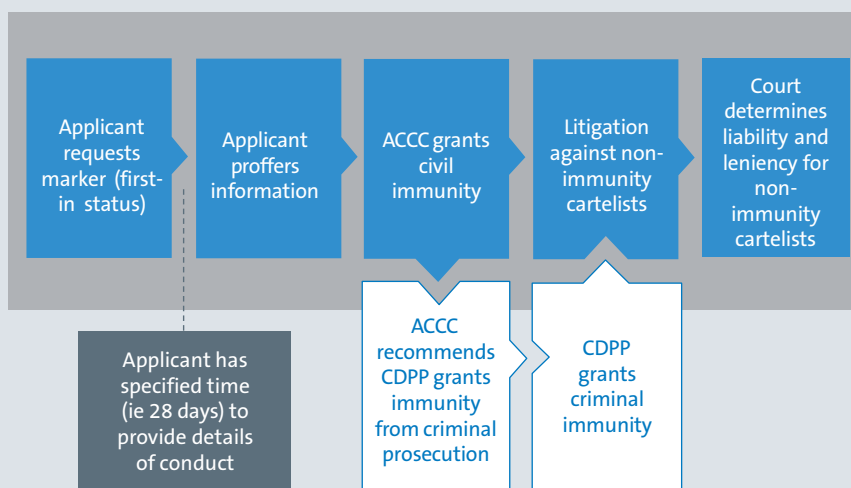 Applicant
requests
marker (first-
in status)
Applicant
proffers
information
ACCC grants
civil
immunity
Litigation
against non-
immunity
cartelists
Court
determines
liability and
leniency for
non-
immunity
cartelists
Applicant has
specified time
(ie 28 days) to
provide details
of conduct
ACCC
recommends
CDPP grants
immunity
from criminal
prosecution
CDPP
grants
criminal
immunity